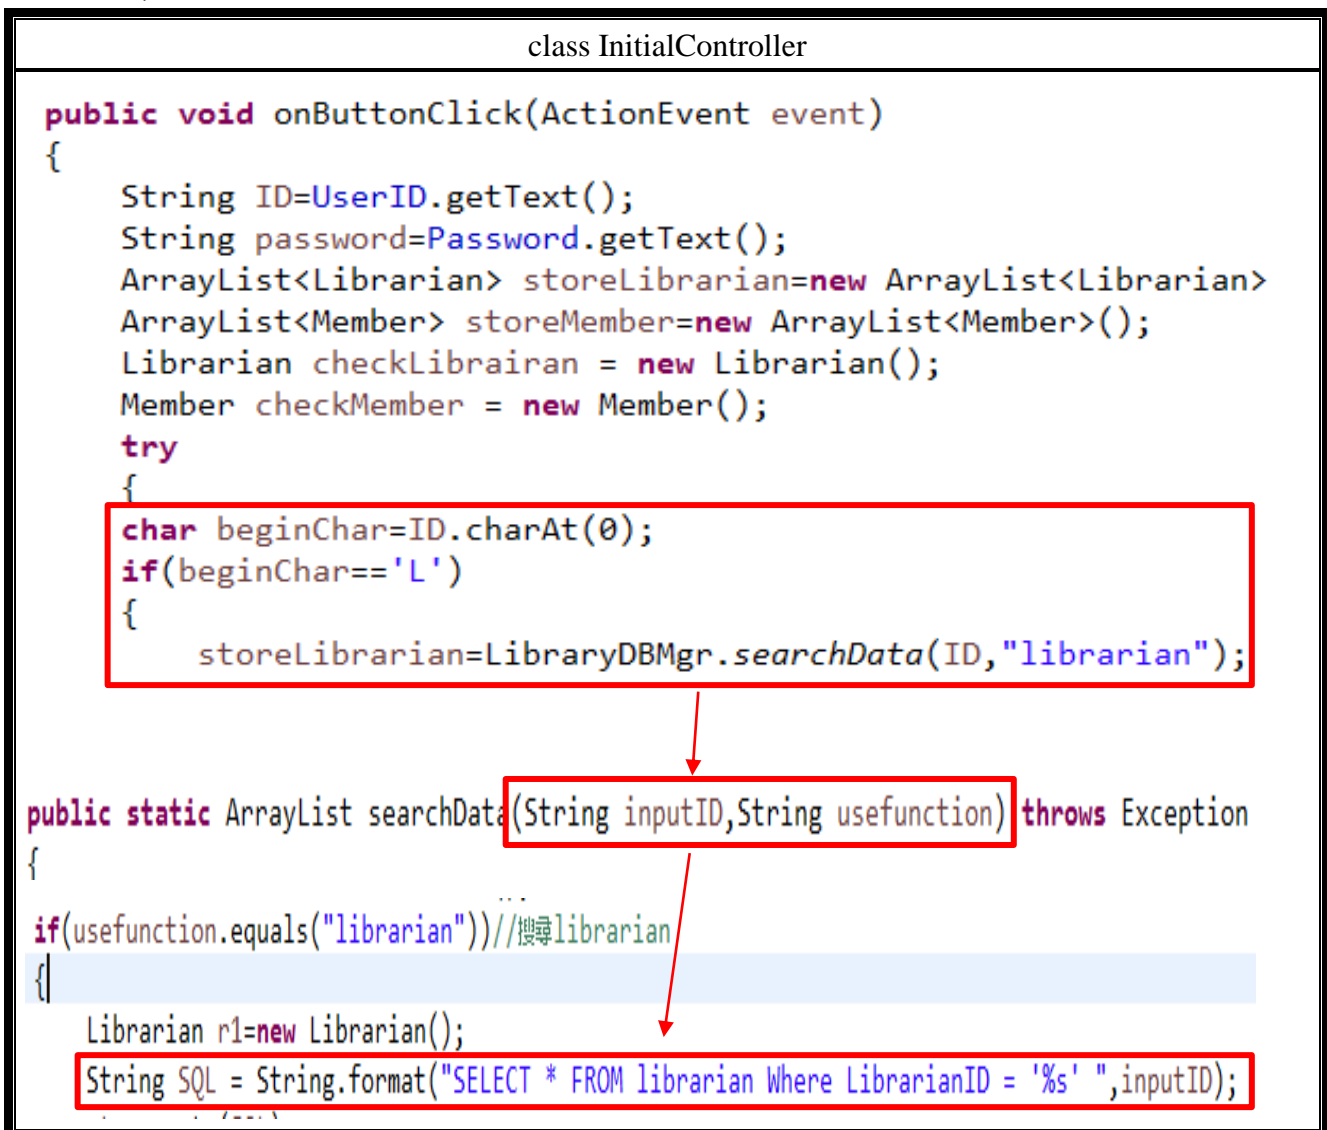 class InitialController
public void onButtonClick(ActionEvent event)
{
String ID=UserID.getText();
String password=Password.getText();
ArrayList<Librarian> storeLibrarian=new ArrayList<Librarian>
ArrayList<Member> storeMember=new ArrayList<Member>();
Librarian checkLibrairan = new Librarian();
Member checkMember = new Member();
try
{
char beginChar=ID.charAt(0);
if(beginChar=='L')
{
storeLibrarian=LibraryDBMgr.searchData(ID,"librarian");
public static ArrayList searchData(String inputID,String usefunction) throws Exception
{
if(usefunction.equals("librarian"))//搜尋librarian
{
Librarian r1=new Librarian();
String SQL = String.format("SELECT * FROM librarian Where LibrarianID = '%s' ",inputID);